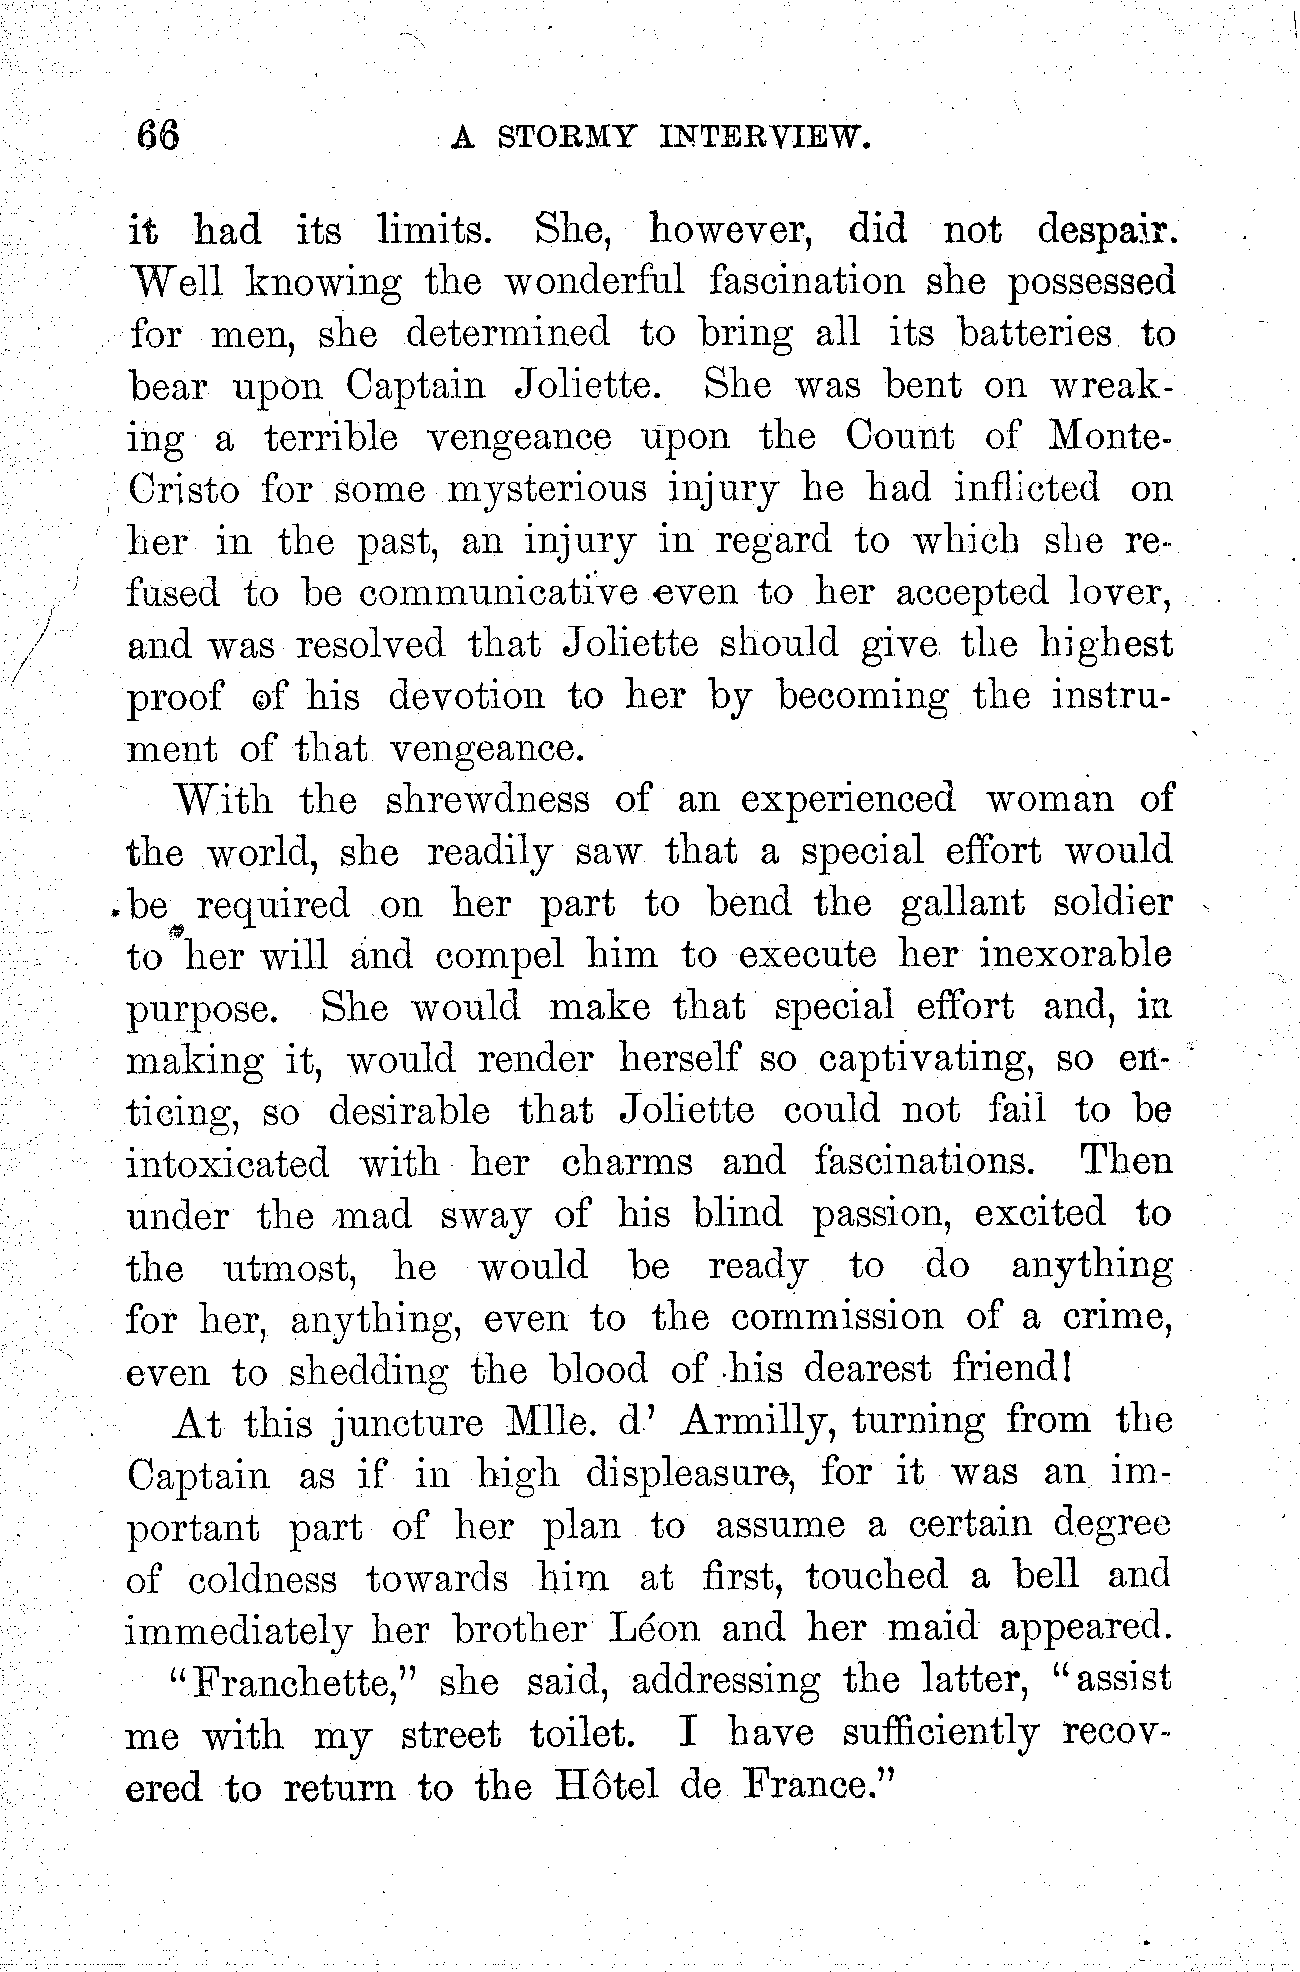 66 A STORMY INTERVIEW.
it had its limits. She, however, did not despair.
Well knowing the wonderful fascination she possessed
for men, she determined to bring all its batteries to
bear upon Captain Joliette. She was bent on wreak-
ing a terrible vengeance upon the Count of Monte-
Cristo for some mysterious injury he had inflicted on
her in the past, an injury in regard to which she re-
fused to be communicative even to her accepted lover,
and was resolved that Joliette should give the highest
proof of his devotion to her by becoming the instru-
ment of that vengeance.
With the shrewdness of an experienced woman of
the world, she readily saw that a special effort would
be required on her part to bend the gallant soldier
to her will and compel him to execute her inexorable
purpose. She would make that special effort and, in
making it, would render herself so captivating, so en-
ticing, so desirable that Joliette could not fail to be
intoxicated with her charms and fascinations. Then
under the mad sway of his blind passion, excited to
the utmost, he would be ready to do anything
for her, anything, even to the commission of a crime,
even to shedding the blood of his dearest friend!
At this juncture Mlle. d' Armilly, turning from the
Captain as if in high displeasure, for it was an im-
portant part of her plan to assume a certain degree
of coldness towards him at first, touched a bell and
immediately her brother Léon and her maid appeared.
"Franchette," she said, addressing the latter, "assist
me with my street toilet. I have sufficiently recov-
ered to return to the Hôtel de France."